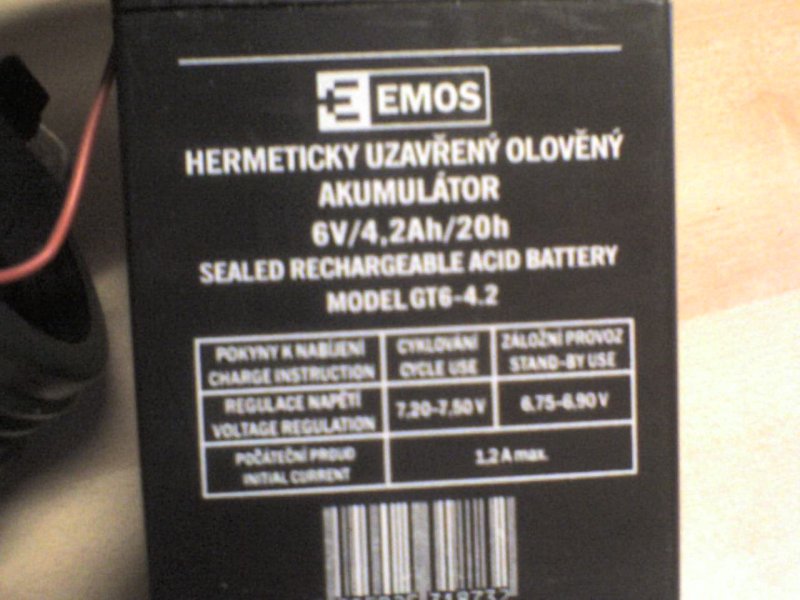 EMOS
HERMETICKY UZAVŘENÝ OLOVĚNÝ
AKUMULÁTOR
6V/4,2Ah/20h
SEALED RECHARGEABLE ACID BATTERY
MODEL GT6-4.2
POKYNY K NABÍJENÍ
CHARGE INSTRUCTION
CYKLOVÁNÍ
CYCLE USE
ZÁLOŽNÍ PROVOZ
STAND-BY USE
REGULACE NAPĚTÍ
VOLTAGE REGULATION
7.20-7.50 V
6.75-6.90 V
POČÁTEČNÍ PROUD
INITIAL CURRENT
1.2 A max.